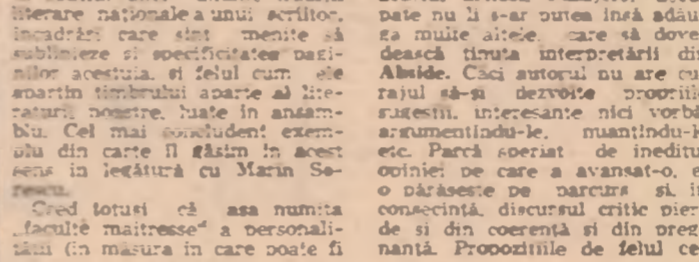 literare naționale a unui scriitor,
încadrări care sînt menite să
sublinieze și specificitatea pagi-
nilor acestuia, și felul cum ele
aparțin timbrului aparte al lite-
raturii noastre, luate în ansam-
blu. Cel mai concludent exem-
plu din carte îl găsim în acest
sens în legătură cu Marin So-
rescu.
Cred totuși că așa numita
„faculté maitresse" a personali-
tății (în măsura în care poate fi
pate nu li s-ar putea însă adău-
ga multe altele, care să dove-
dească ținuta interpretării din
Abside. Căci autorul nu are cu-
rajul să-și dezvolte propriile
sugestii, interesante nici vorbă
argumentîndu-le, nuanțîndu-l
etc. Parcă speriat de ineditu
opiniei pe care a avansat-o, e
o părăsește pe parcurs și, î
consecință, discursul critic pier-
de și din coerență și din preg-
nanță. Propozițiile de felul ce